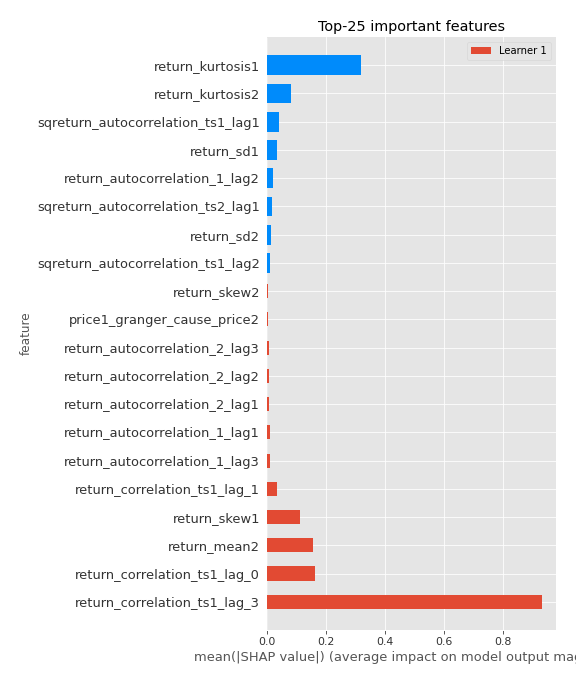 Top-25 important features
Learner 1
return_kurtosis1
return_kurtosis2
sqreturn_autocorrelation_ts1_lag1
return_sd1
return_autocorrelation_1_lag2
sqreturn_autocorrelation_ts2_lag1
return_sd2
sqreturn_autocorrelation_ts1_lag2
return_skew2
price1_granger_cause_price2
return_autocorrelation_2_lag3
return_autocorrelation_2_lag2
return_autocorrelation_2_lag1
return_autocorrelation_1_lag1
return_autocorrelation_1_lag3
return_correlation_ts1_lag_1
return_skew1
return_mean2
return_correlation_ts1_lag_0
return_correlation_ts1_lag_3
feature
0.0 0.2 0.4 0.6 0.8
mean(|SHAP value|) (average impact on model output mag